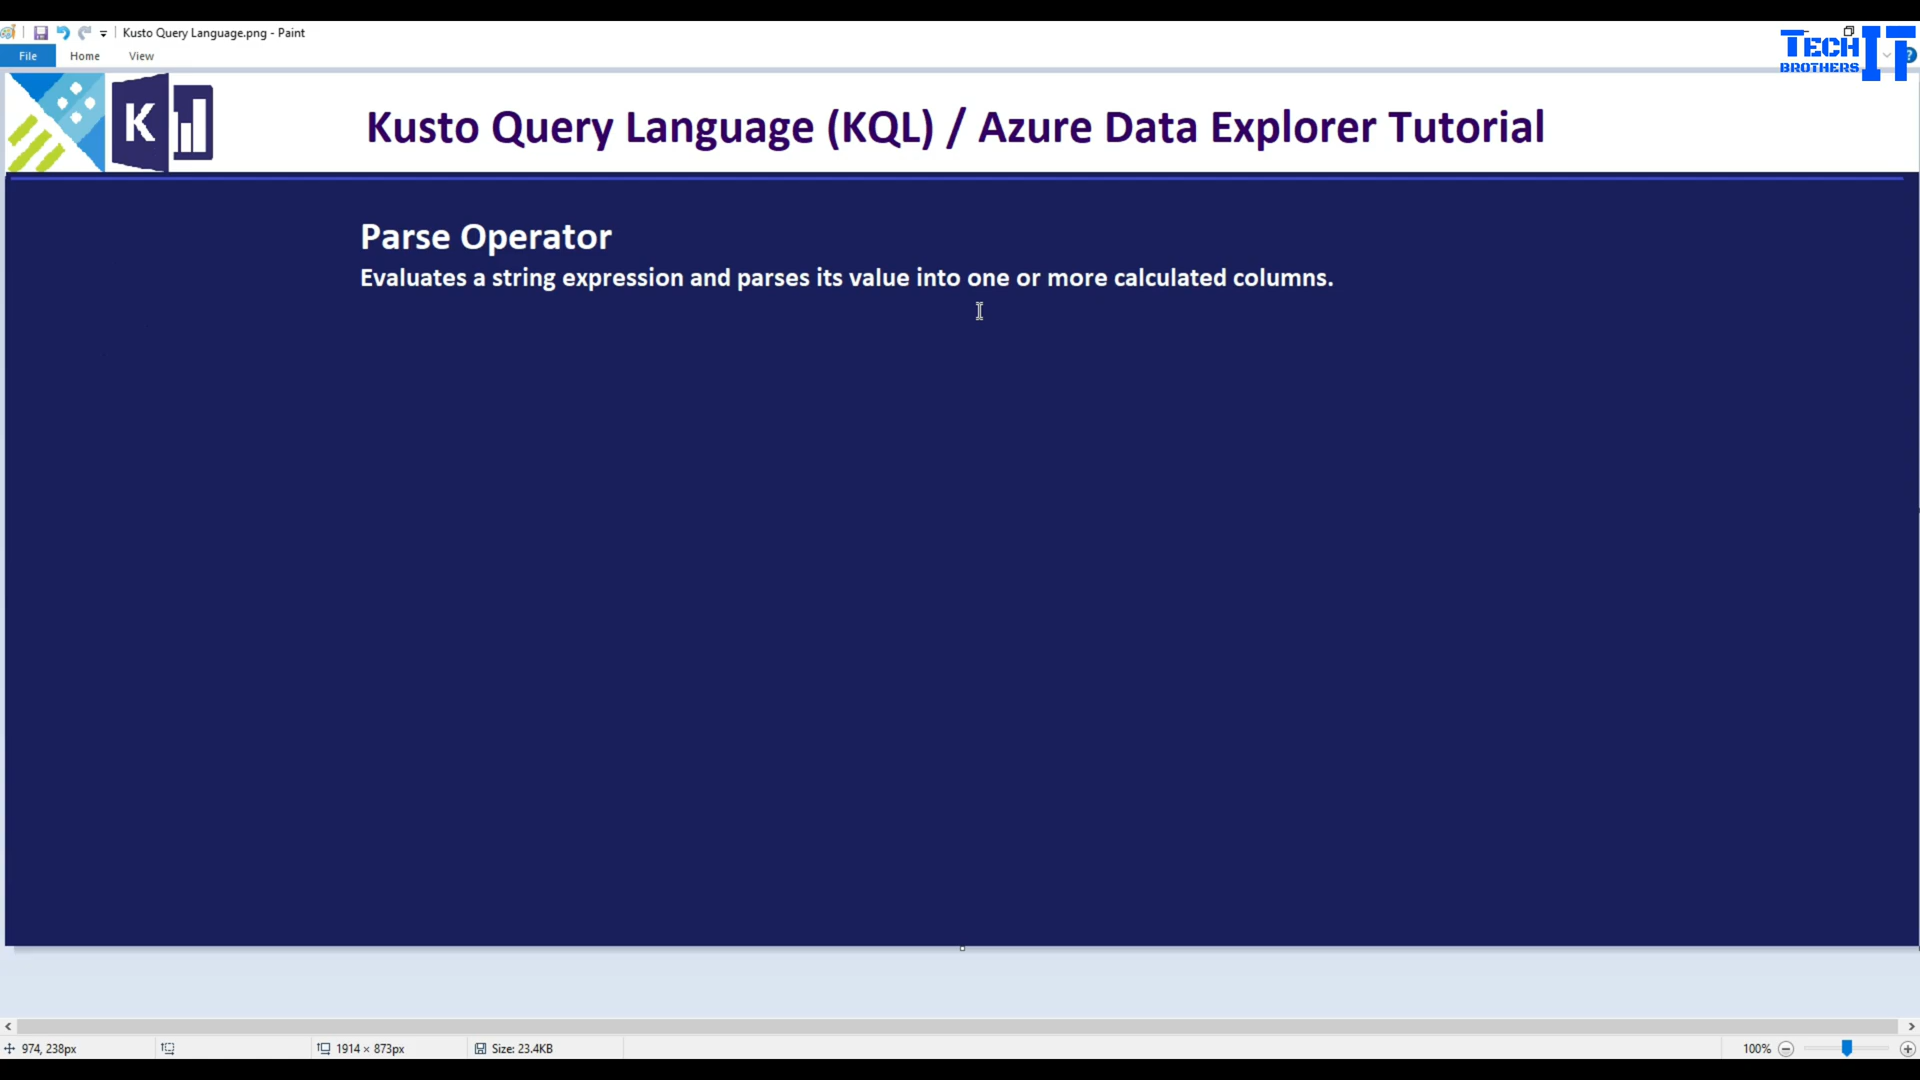 Kusto Query Language.png - Paint
File Home View
TECH IT
BROTHERS
?
K
Kusto Query Language (KQL) / Azure Data Explorer Tutorial
Parse Operator
Evaluates a string expression and parses its value into one or more calculated columns.
974, 238px
1914 × 873px
Size: 23.4KB
100%